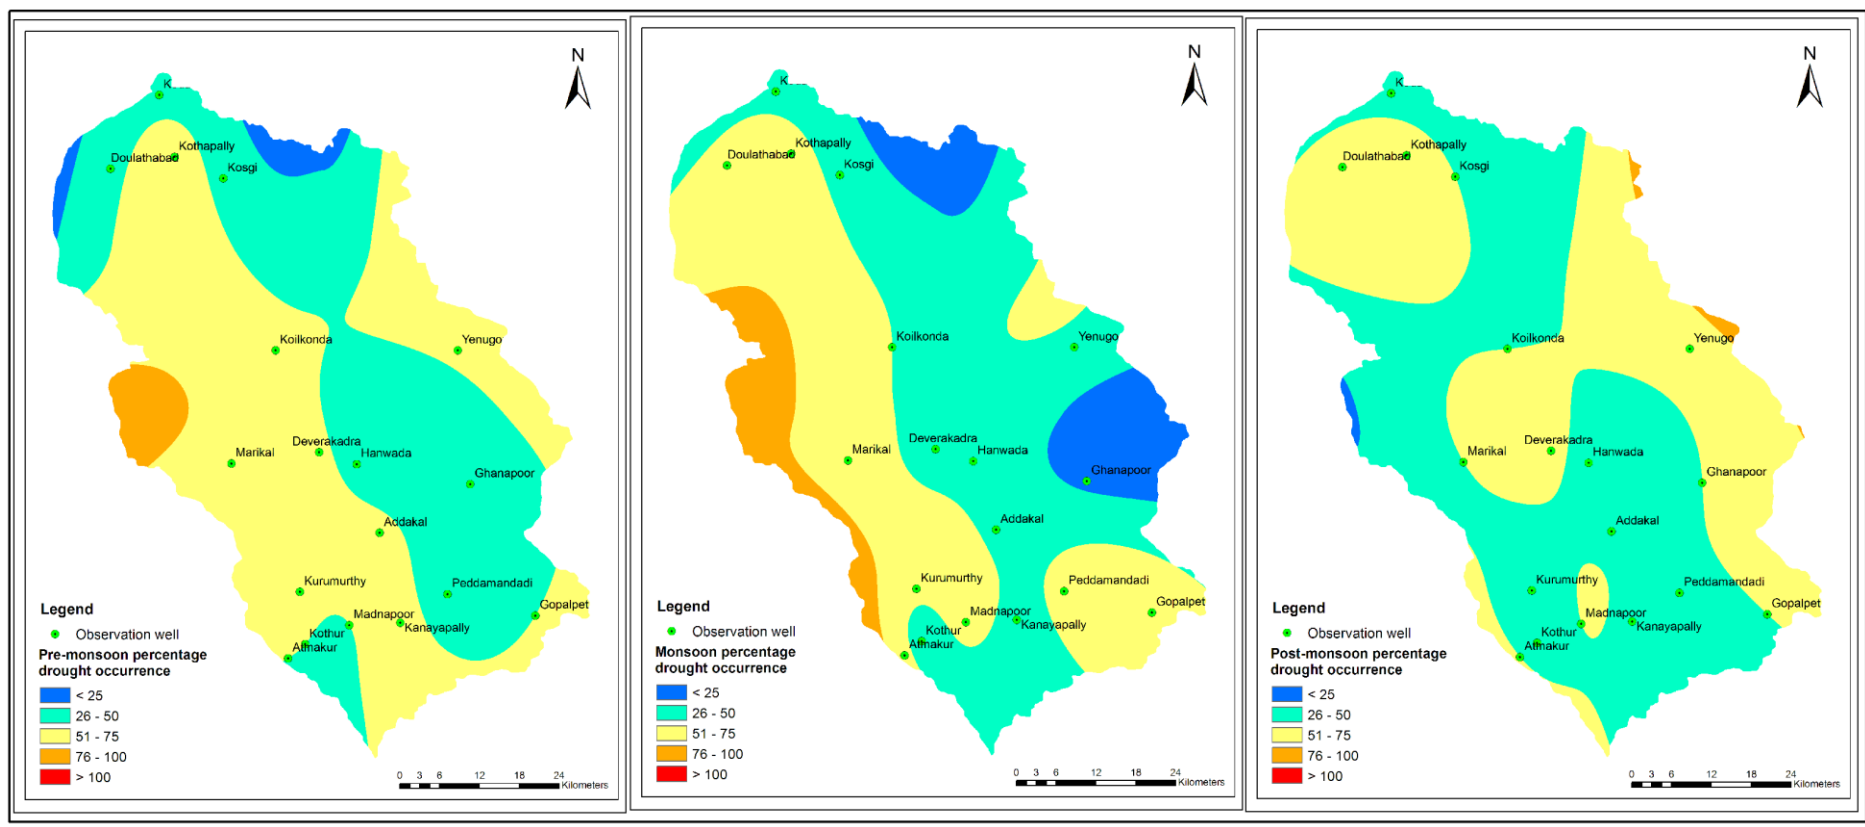 N
K
Kothapally
Doulathabad
Kosgi
Koilkonda
Yenugo
Deverakadra
Marikal
Hanwada
Ghanapoor
Addakal
Kurumurthy
Peddamandadi
Madnapoor
Gopalpet
Kanayapally
Kothur
Atmakur
Legend
Observation well
Pre-monsoon percentage
drought occurrence
< 25
26 - 50
51 - 75
76 - 100
> 100
0 3 6 12 18 24
Kilometers
N
K
Kothapally
Doulathabad
Kosgi
Koilkonda
Yenugo
Deverakadra
Marikal
Hanwada
Ghanapoor
Addakal
Kurumurthy
Peddamandadi
Madnapoor
Gopalpet
Kanayapally
Kothur
Atmakur
Legend
Observation well
Monsoon percentage
drought occurrence
< 25
26 - 50
51 - 75
76 - 100
> 100
0 3 6 12 18 24
Kilometers
N
K
Kothapally
Doulathabad
Kosgi
Koilkonda
Yenugo
Deverakadra
Marikal
Hanwada
Ghanapoor
Addakal
Kurumurthy
Peddamandadi
Madnapoor
Gopalpet
Kanayapally
Kothur
Atmakur
Legend
Observation well
Post-monsoon percentage
drought occurrence
< 25
26 - 50
51 - 75
76 - 100
> 100
0 3 6 12 18 24
Kilometers